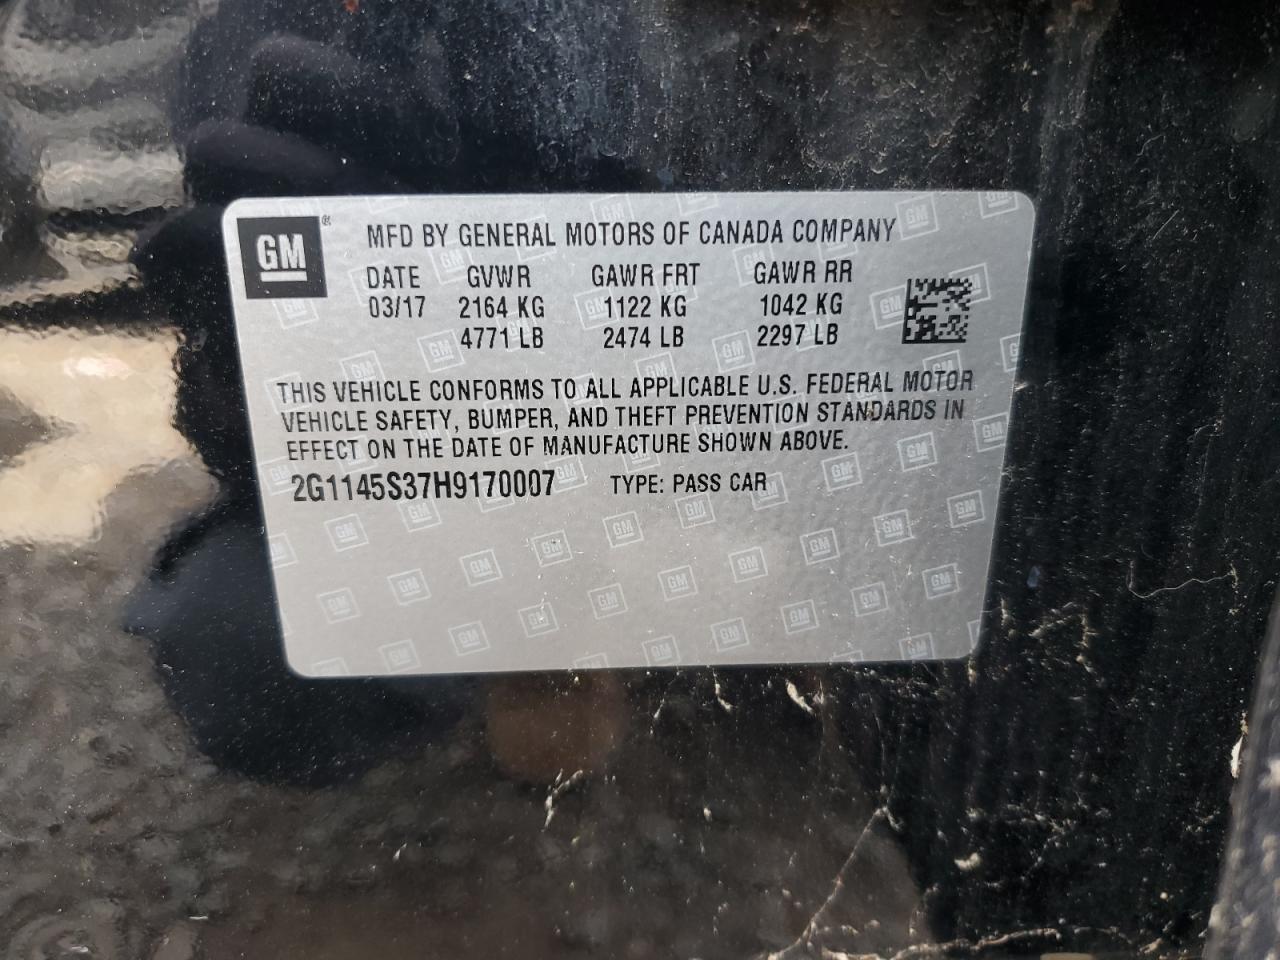 GM ®
MFD BY GENERAL MOTORS OF CANADA COMPANY
DATE GVWR GAWR FRT GAWR RR
03/17 2164 KG 1122 KG 1042 KG
4771 LB 2474 LB 2297 LB
THIS VEHICLE CONFORMS TO ALL APPLICABLE U.S. FEDERAL MOTOR
VEHICLE SAFETY, BUMPER, AND THEFT PREVENTION STANDARDS IN
EFFECT ON THE DATE OF MANUFACTURE SHOWN ABOVE.
2G1145S37H9170007 TYPE: PASS CAR